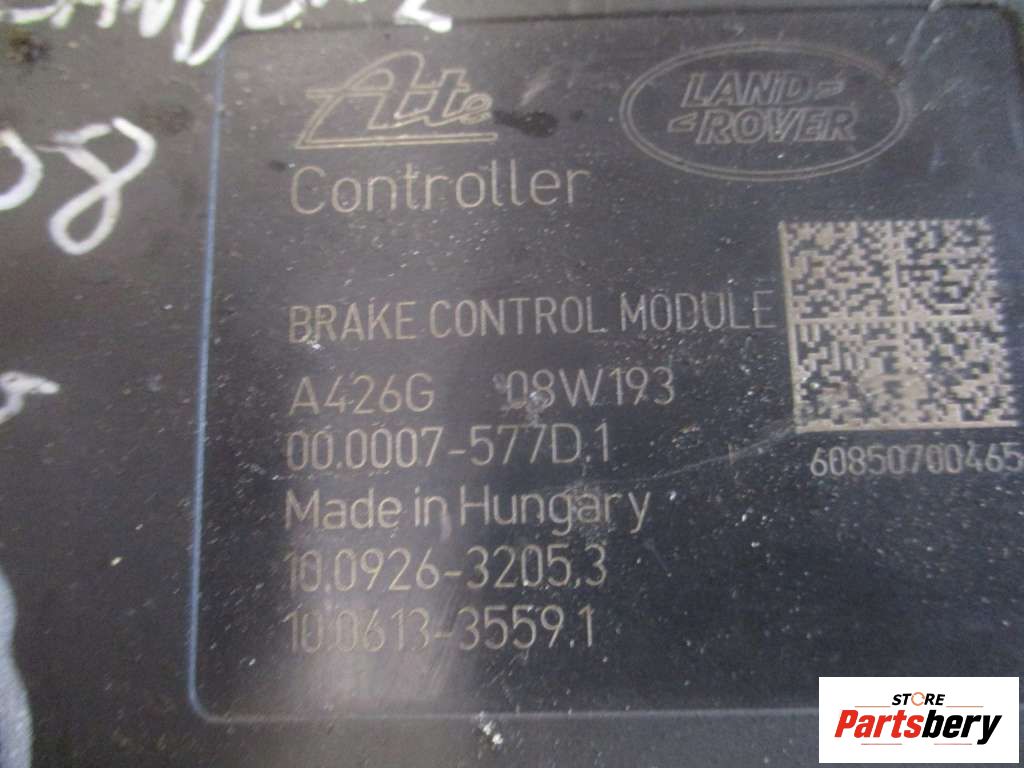 Ate
LAND ROVER
Controller
08
BRAKE CONTROL MODULE
A426G 08W193
00.0007-577D.1
60850700465
Made in Hungary
10.0926-3205.3
10.0613-3559.1
STORE
Partsbery